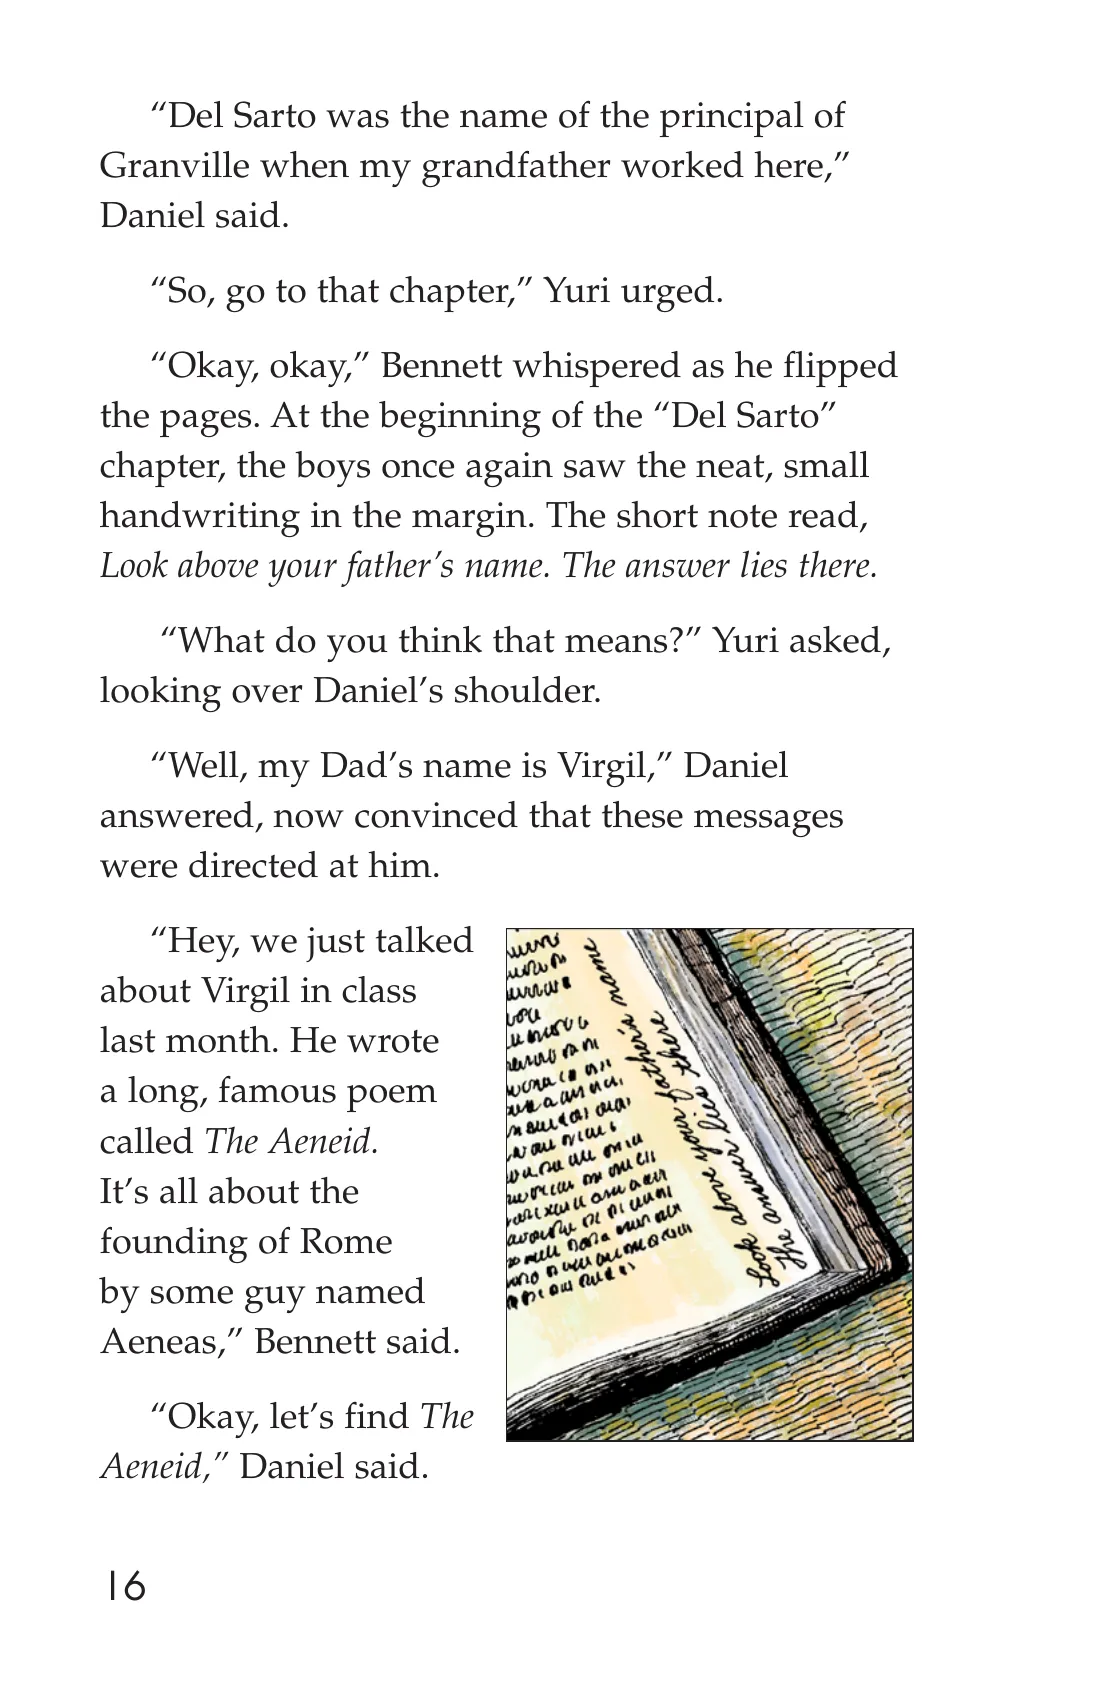 “Del Sarto was the name of the principal of
Granville when my grandfather worked here,”
Daniel said.
“So, go to that chapter,” Yuri urged.
“Okay, okay,” Bennett whispered as he flipped
the pages. At the beginning of the “Del Sarto”
chapter, the boys once again saw the neat, small
handwriting in the margin. The short note read,
Look above your father’s name. The answer lies there.
“What do you think that means?” Yuri asked,
looking over Daniel’s shoulder.
“Well, my Dad’s name is Virgil,” Daniel
answered, now convinced that these messages
were directed at him.
“Hey, we just talked
about Virgil in class
last month. He wrote
a long, famous poem
called The Aeneid.
It’s all about the
founding of Rome
by some guy named
Aeneas,” Bennett said.
“Okay, let’s find The
Aeneid,” Daniel said.
Look above your father's name
The answer lies there
16